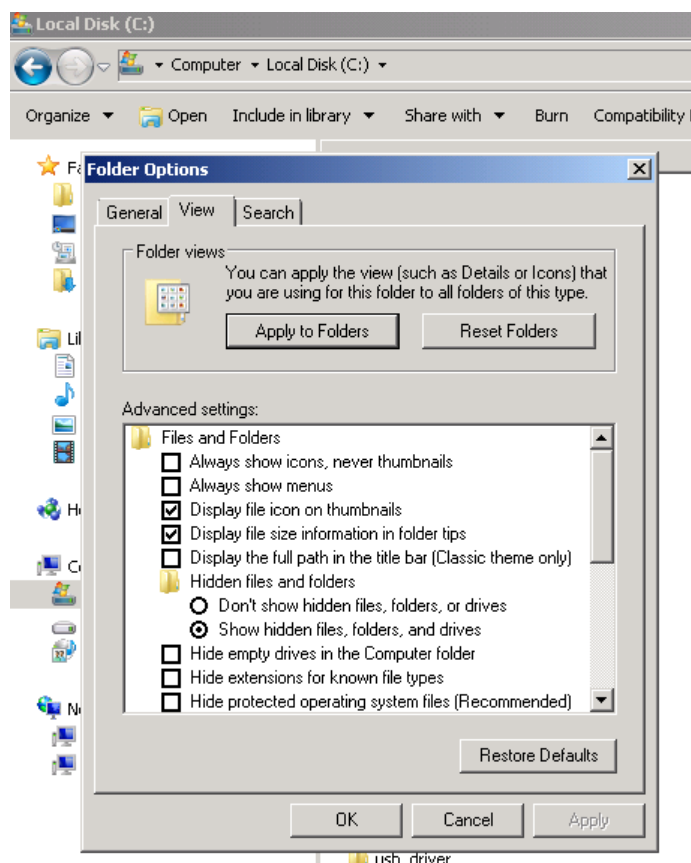 Local Disk (C:)
Computer Local Disk (C:)
Organize Open Include in library Share with Burn Compatibility
Folder Options
General View Search
Folder views
You can apply the view (such as Details or Icons) that
you are using for this folder to all folders of this type.
Apply to Folders Reset Folders
Advanced settings:
Files and Folders
Always show icons, never thumbnails
Always show menus
Display file icon on thumbnails
Display file size information in folder tips
Display the full path in the title bar (Classic theme only)
Hidden files and folders
Don't show hidden files, folders, or drives
Show hidden files, folders, and drives
Hide empty drives in the Computer folder
Hide extensions for known file types
Hide protected operating system files (Recommended)
Restore Defaults
OK Cancel Apply
usb_driver